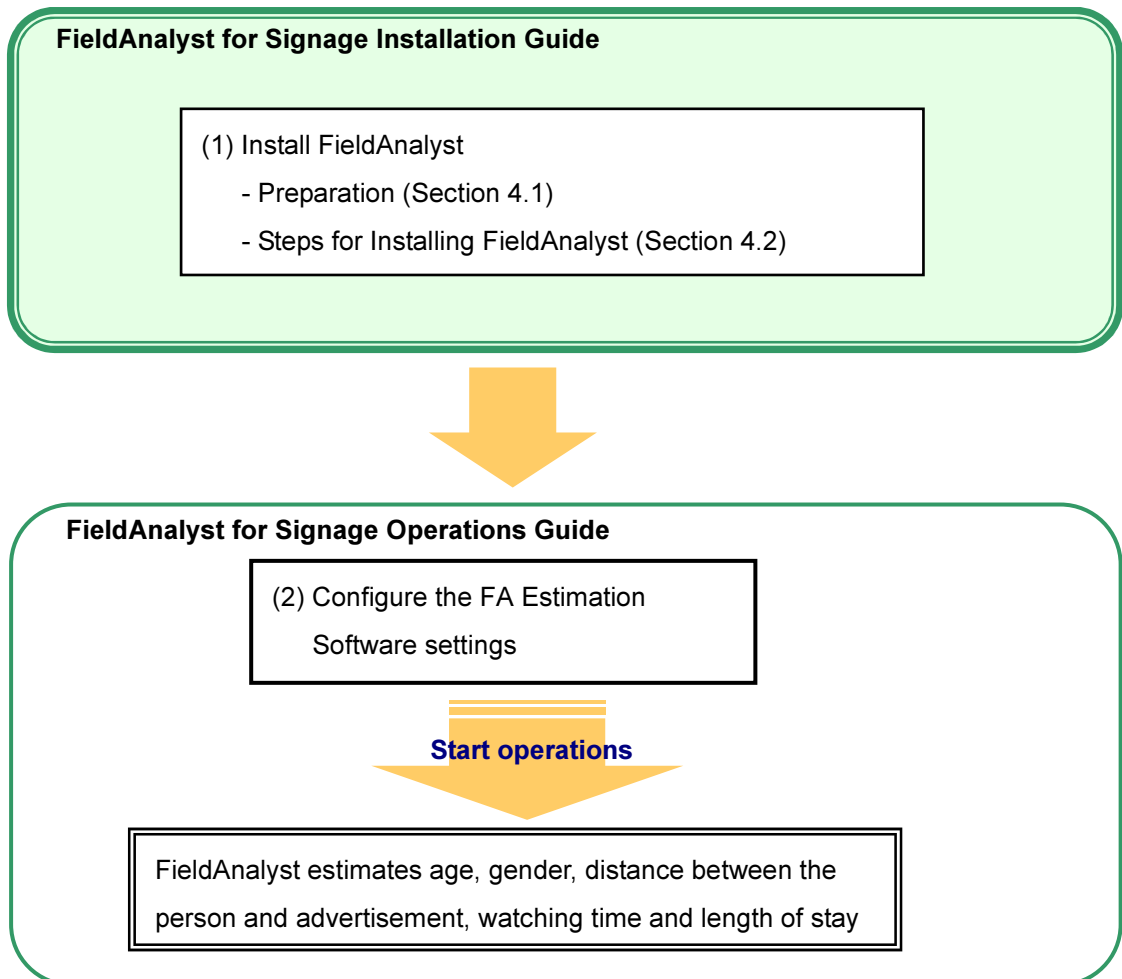 FieldAnalyst for Signage Installation Guide
(1) Install FieldAnalyst
- Preparation (Section 4.1)
- Steps for Installing FieldAnalyst (Section 4.2)
FieldAnalyst for Signage Operations Guide
(2) Configure the FA Estimation
Software settings
Start operations
FieldAnalyst estimates age, gender, distance between the
person and advertisement, watching time and length of stay